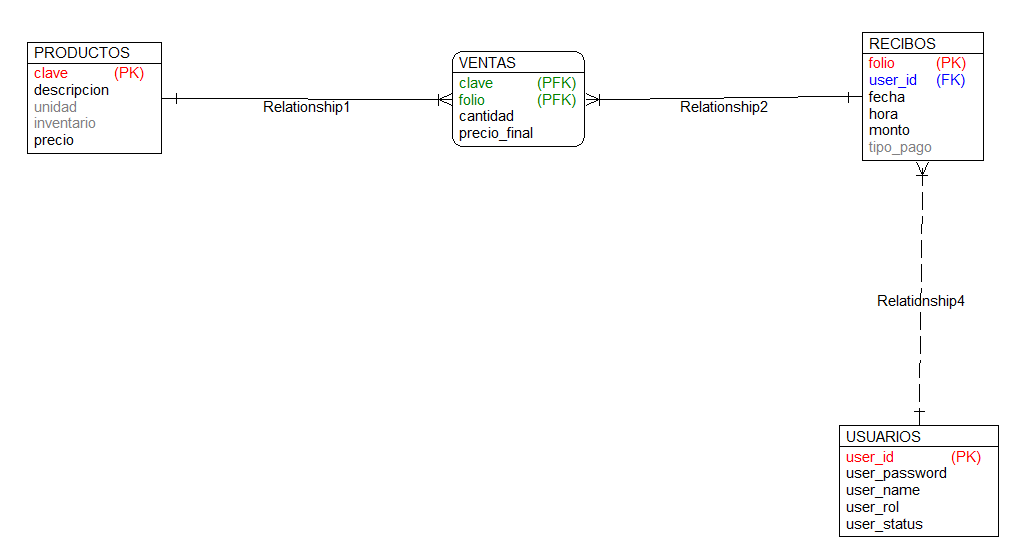 PRODUCTOS
clave (PK)
descripcion
unidad
inventario
precio
Relationship1
VENTAS
clave (PFK)
folio (PFK)
cantidad
precio_final
Relationship2
RECIBOS
folio (PK)
user_id (FK)
fecha
hora
monto
tipo_pago
Relationship4
USUARIOS
user_id (PK)
user_password
user_name
user_rol
user_status